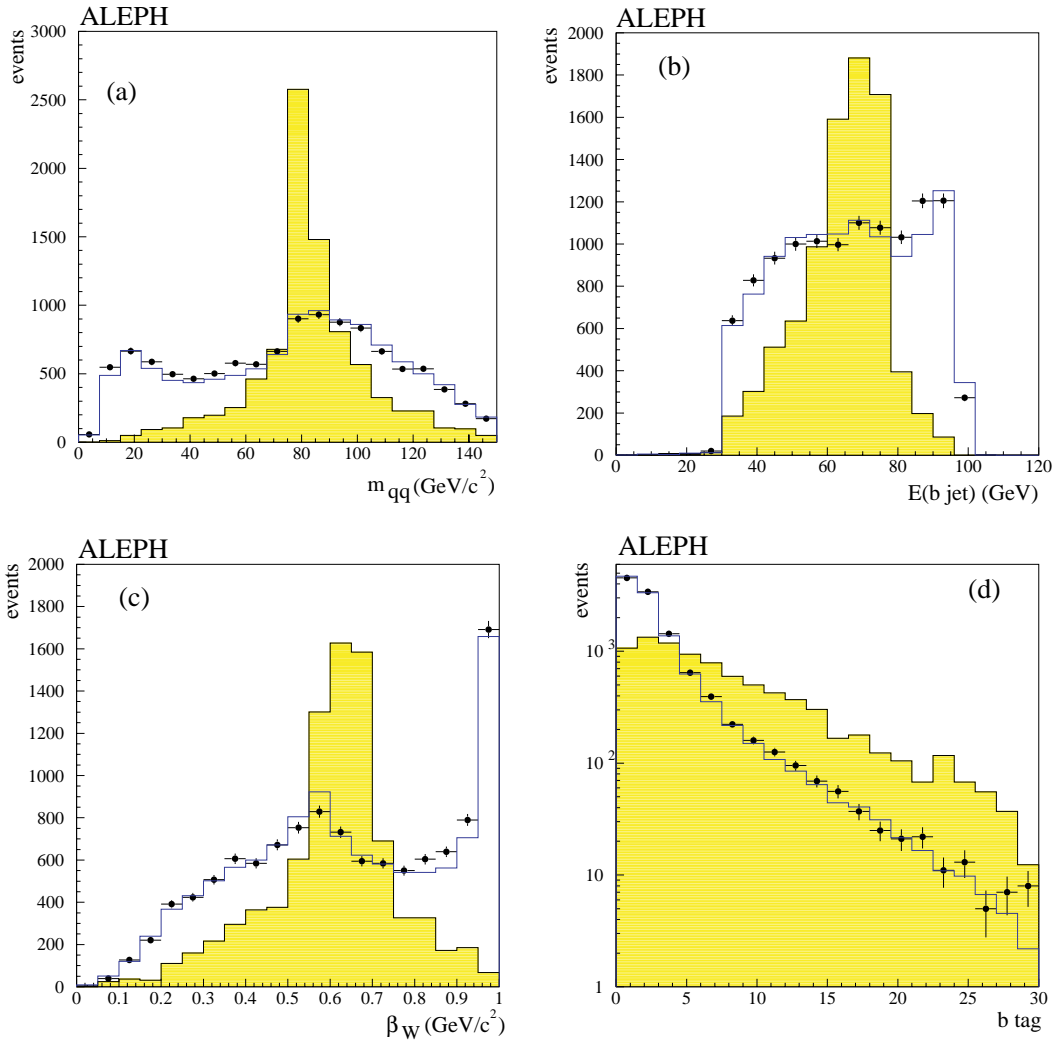 ALEPH
events
(a)
3000
2500
2000
1500
1000
500
0
0 20 40 60 80 100 120 140
m qq (GeV/c²)
ALEPH
events
(b)
2000
1800
1600
1400
1200
1000
800
600
400
200
0
0 20 40 60 80 100 120
E(b jet) (GeV)
ALEPH
events
(c)
2000
1800
1600
1400
1200
1000
800
600
400
200
0
0 0.1 0.2 0.3 0.4 0.5 0.6 0.7 0.8 0.9 1
β W (GeV/c²)
ALEPH
events
(d)
10³
10²
10
1
0 5 10 15 20 25 30
b tag